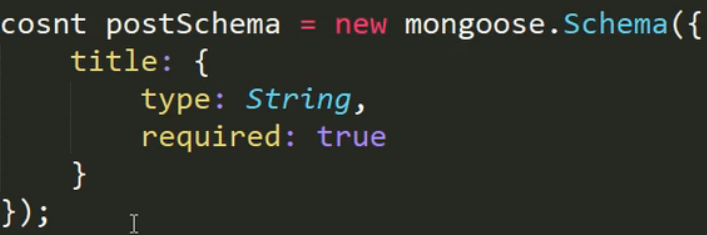 cosnt postSchema = new mongoose.Schema({
    title: {
        type: String,
        required: true
    }
});